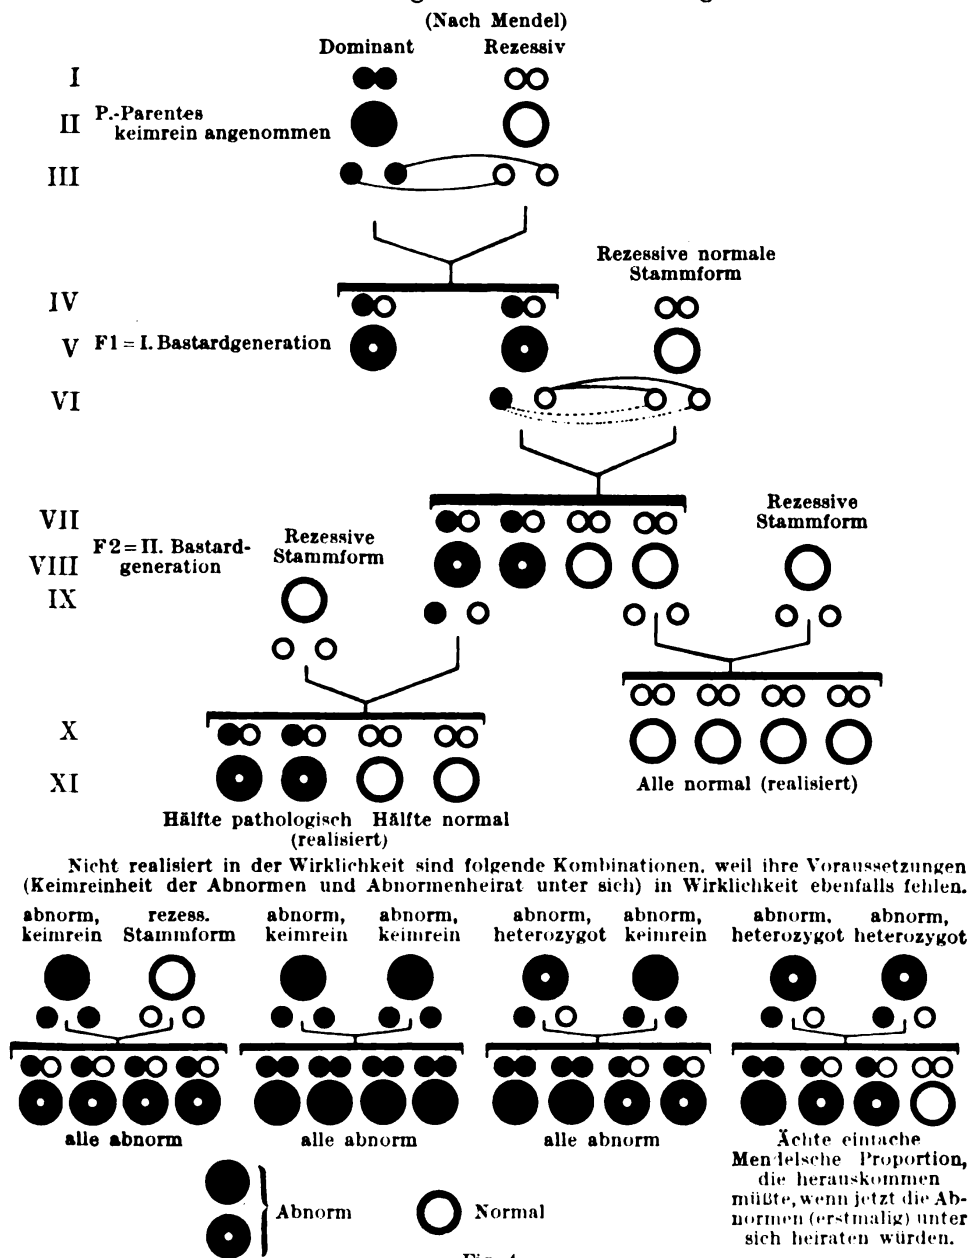 (Nach Mendel)
Dominant Rezessiv
I
II P.-Parentes
keimrein angenommen
III
Rezessive normale
Stammform
IV
V F1 = I. Bastardgeneration
VI
VII
Rezessive
Stammform
F2 = II. Bastard-
generation
Rezessive
Stammform
VIII
IX
X
XI
Alle normal (realisiert)
Hälfte pathologisch Hälfte normal
(realisiert)
Nicht realisiert in der Wirklichkeit sind folgende Kombinationen, weil ihre Voraussetzungen
(Keimreinheit der Abnormen und Abnormenheirat unter sich) in Wirklichkeit ebenfalls fehlen.
abnorm, rezess. abnorm, abnorm, abnorm, abnorm, abnorm, abnorm,
keimrein Stammform keimrein keimrein heterozygot keimrein heterozygot heterozygot
alle abnorm alle abnorm alle abnorm
Ächte einfache
Mendelsche Proportion,
die herauskommen
müßte, wenn jetzt die Ab-
normen (erstmalig) unter
sich heiraten würden.
Abnorm Normal